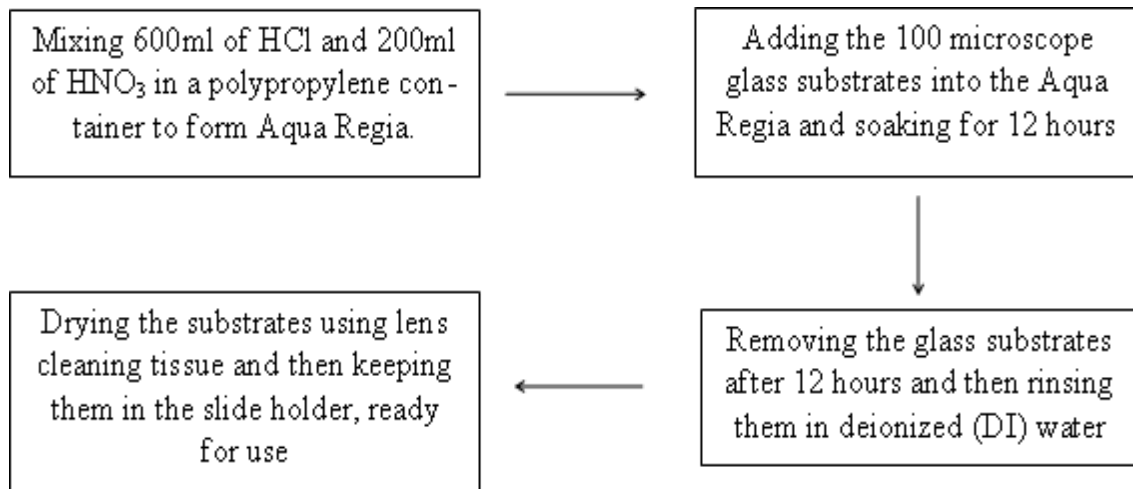 Mixing 600ml of HCl and 200ml
of HNO₃ in a polypropylene con-
tainer to form Aqua Regia.
Adding the 100 microscope
glass substrates into the Aqua
Regia and soaking for 12 hours
Removing the glass substrates
after 12 hours and then rinsing
them in deionized (DI) water
Drying the substrates using lens
cleaning tissue and then keeping
them in the slide holder, ready
for use